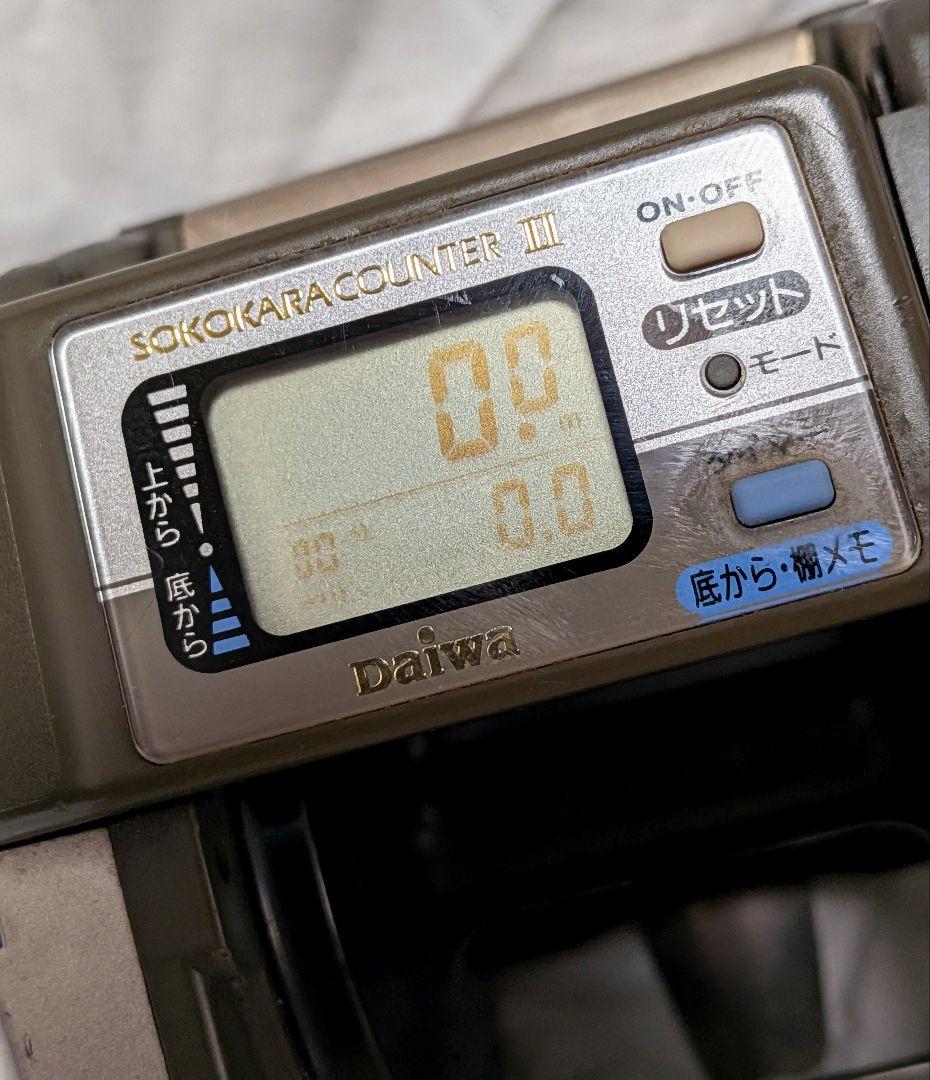 SOKOKARA COUNTER III
ON・OFF
リセット
モード
上から
底から
0.0 m
00
0.0
底から・棚メモ
Daiwa